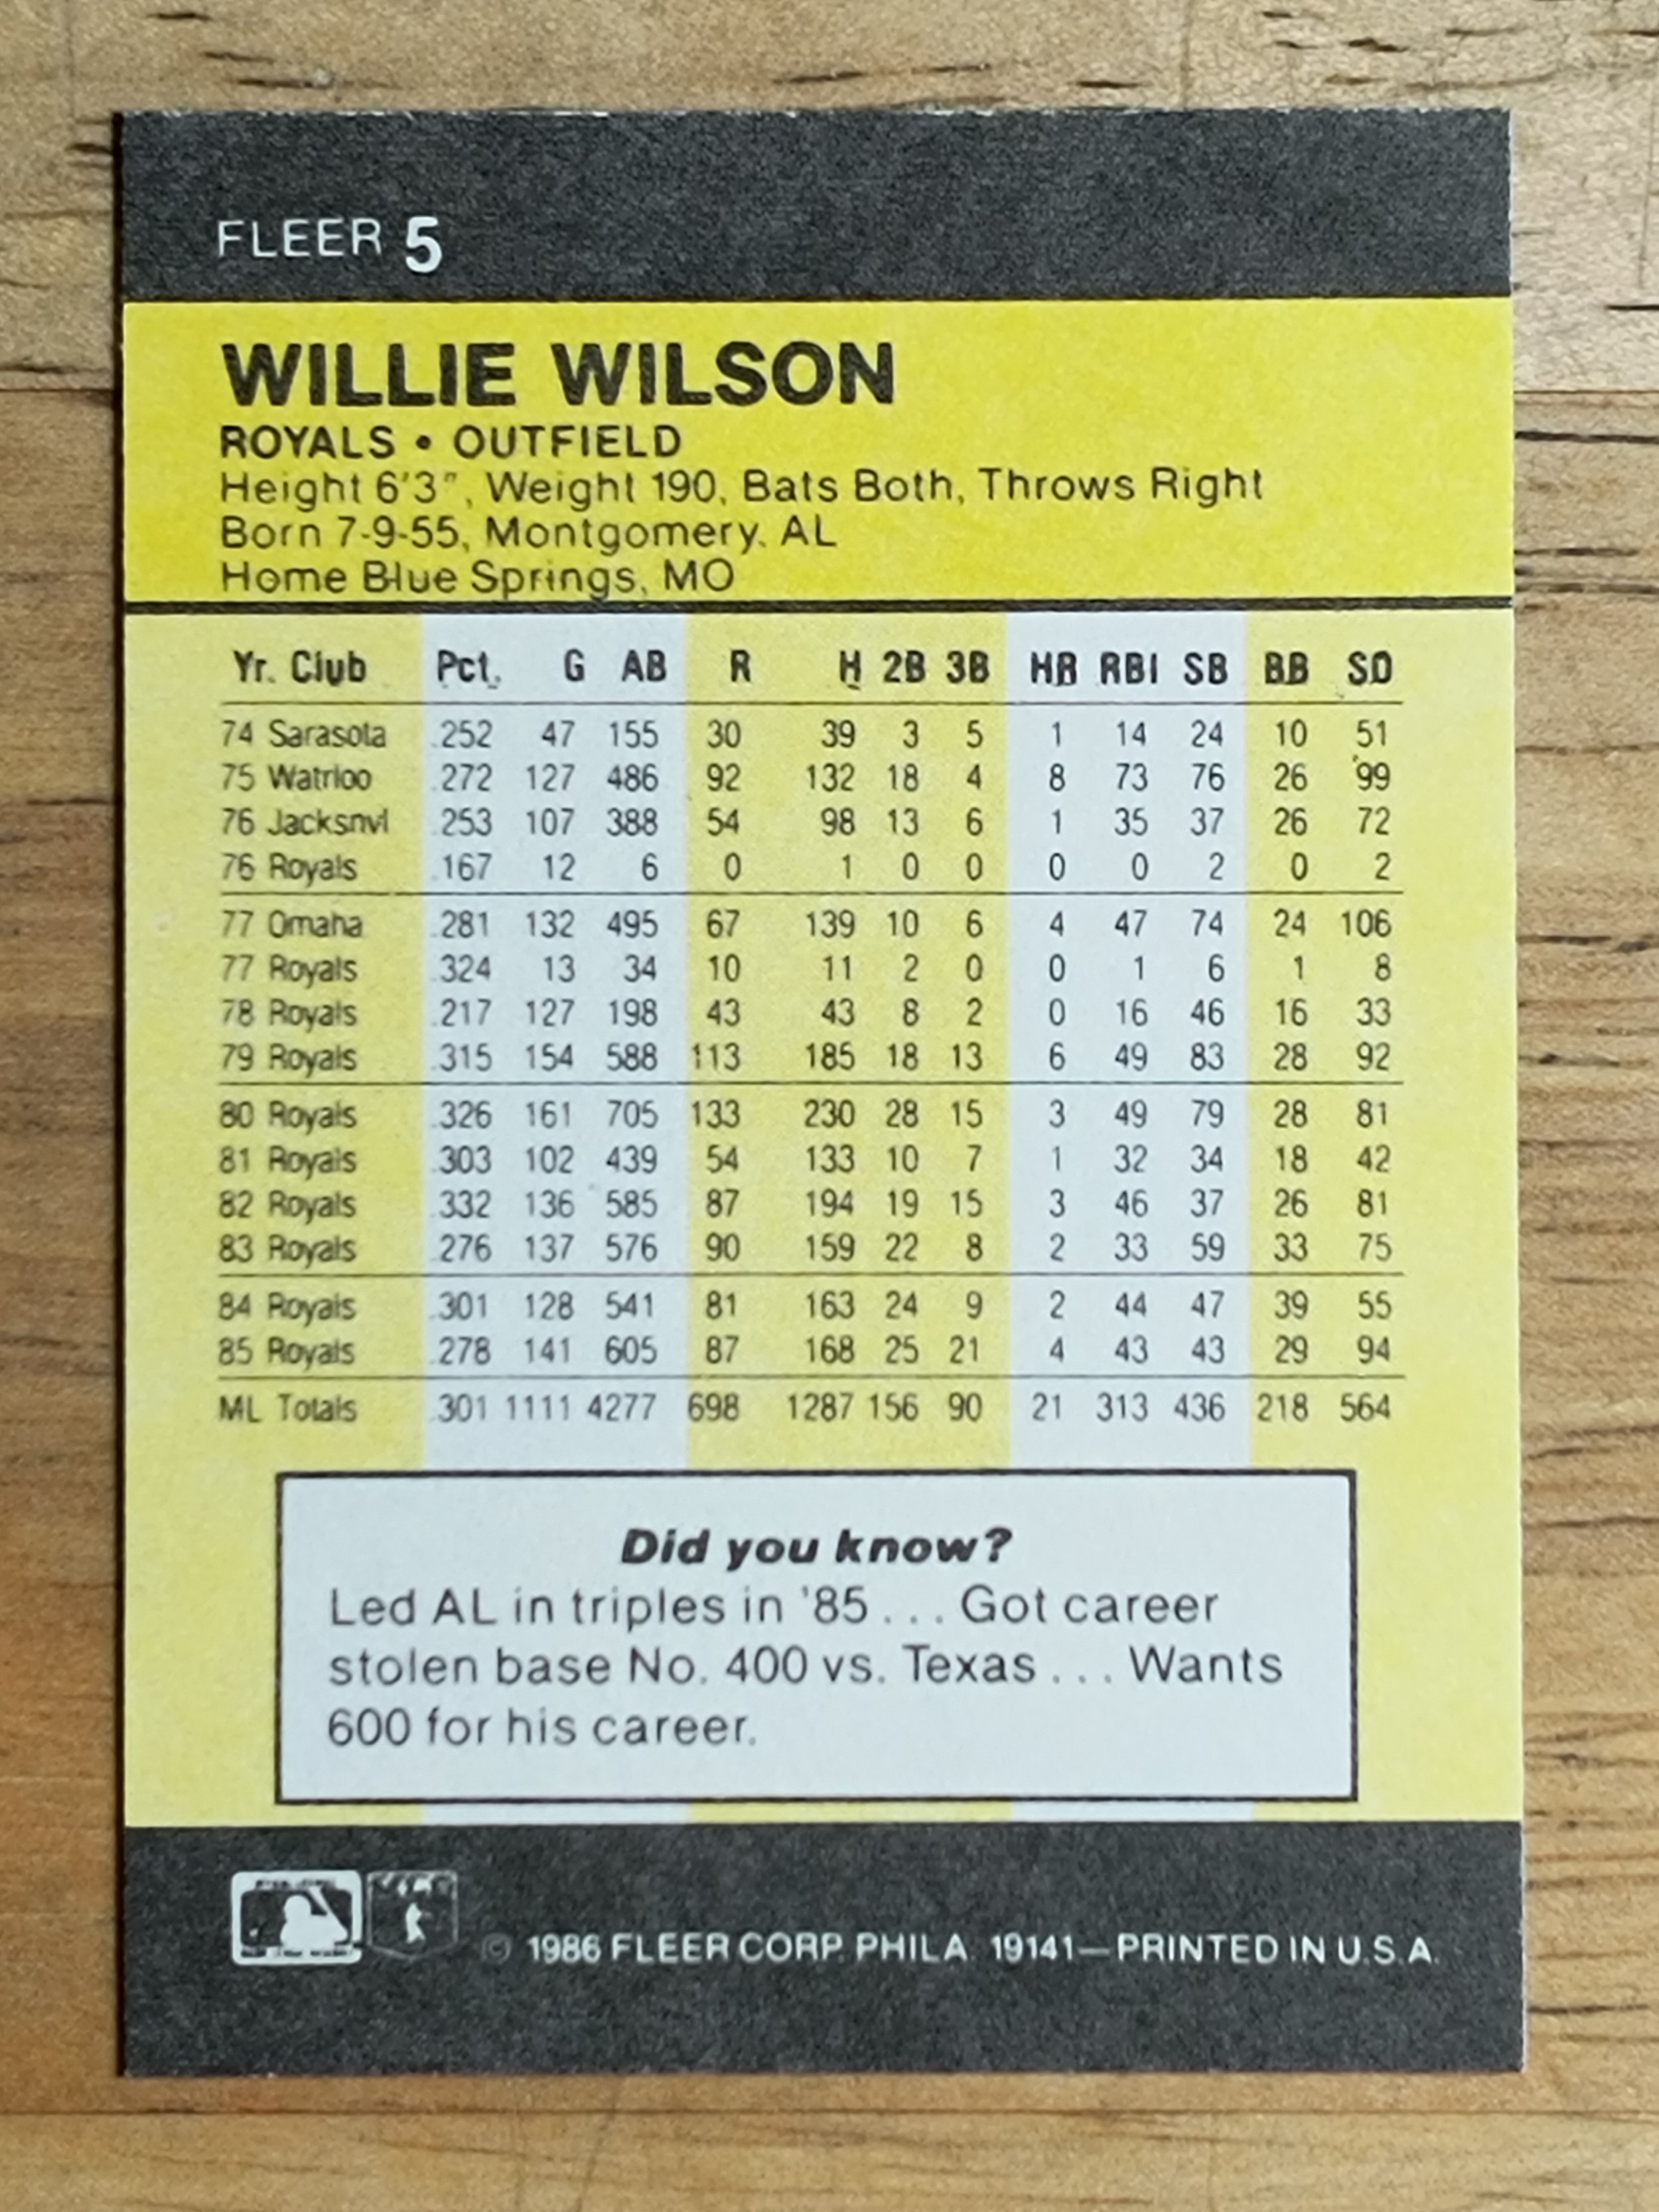 FLEER 5
WILLIE WILSON
ROYALS • OUTFIELD
Height 6'3", Weight 190, Bats Both, Throws Right
Born 7-9-55, Montgomery, AL
Home Blue Springs, MO
Yr. Club Pct. G AB R H 2B 3B HR RBI SB BB SO
74 Sarasota .252 47 155 30 39 3 5 1 14 24 10 51
75 Watrloo .272 127 486 92 132 18 4 8 73 76 26 99
76 Jacksnvl .253 107 388 54 98 13 6 1 35 37 26 72
76 Royals .167 12 6 0 1 0 0 0 0 2 0 2
77 Omaha .281 132 495 67 139 10 6 4 47 74 24 106
77 Royals .324 13 34 10 11 2 0 0 1 6 1 8
78 Royals .217 127 198 43 43 8 2 0 16 46 16 33
79 Royals .315 154 588 113 185 18 13 6 49 83 28 92
80 Royals .326 161 705 133 230 28 15 3 49 79 28 81
81 Royals .303 102 439 54 133 10 7 1 32 34 18 42
82 Royals .332 136 585 87 194 19 15 3 46 37 26 81
83 Royals .276 137 576 90 159 22 8 2 33 59 33 75
84 Royals .301 128 541 81 163 24 9 2 44 47 39 55
85 Royals .278 141 605 87 168 25 21 4 43 43 29 94
ML Totals .301 1111 4277 698 1287 156 90 21 313 436 218 564
Did you know?
Led AL in triples in '85 . . . Got career
stolen base No. 400 vs. Texas . . . Wants
600 for his career.
© 1986 FLEER CORP. PHILA. 19141—PRINTED IN U.S.A.